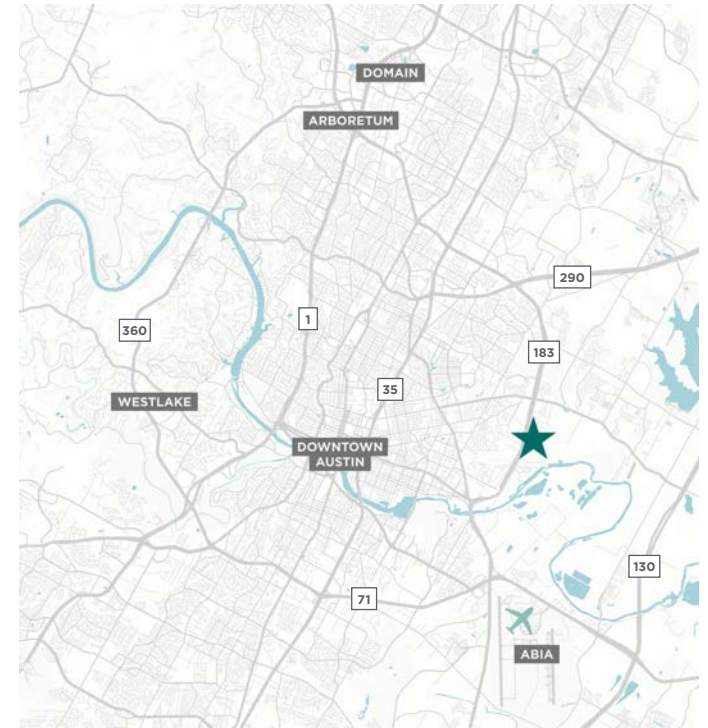 DOMAIN
ARBORETUM
290
1
360
183
35
WESTLAKE
DOWNTOWN
AUSTIN
130
71
ABIA